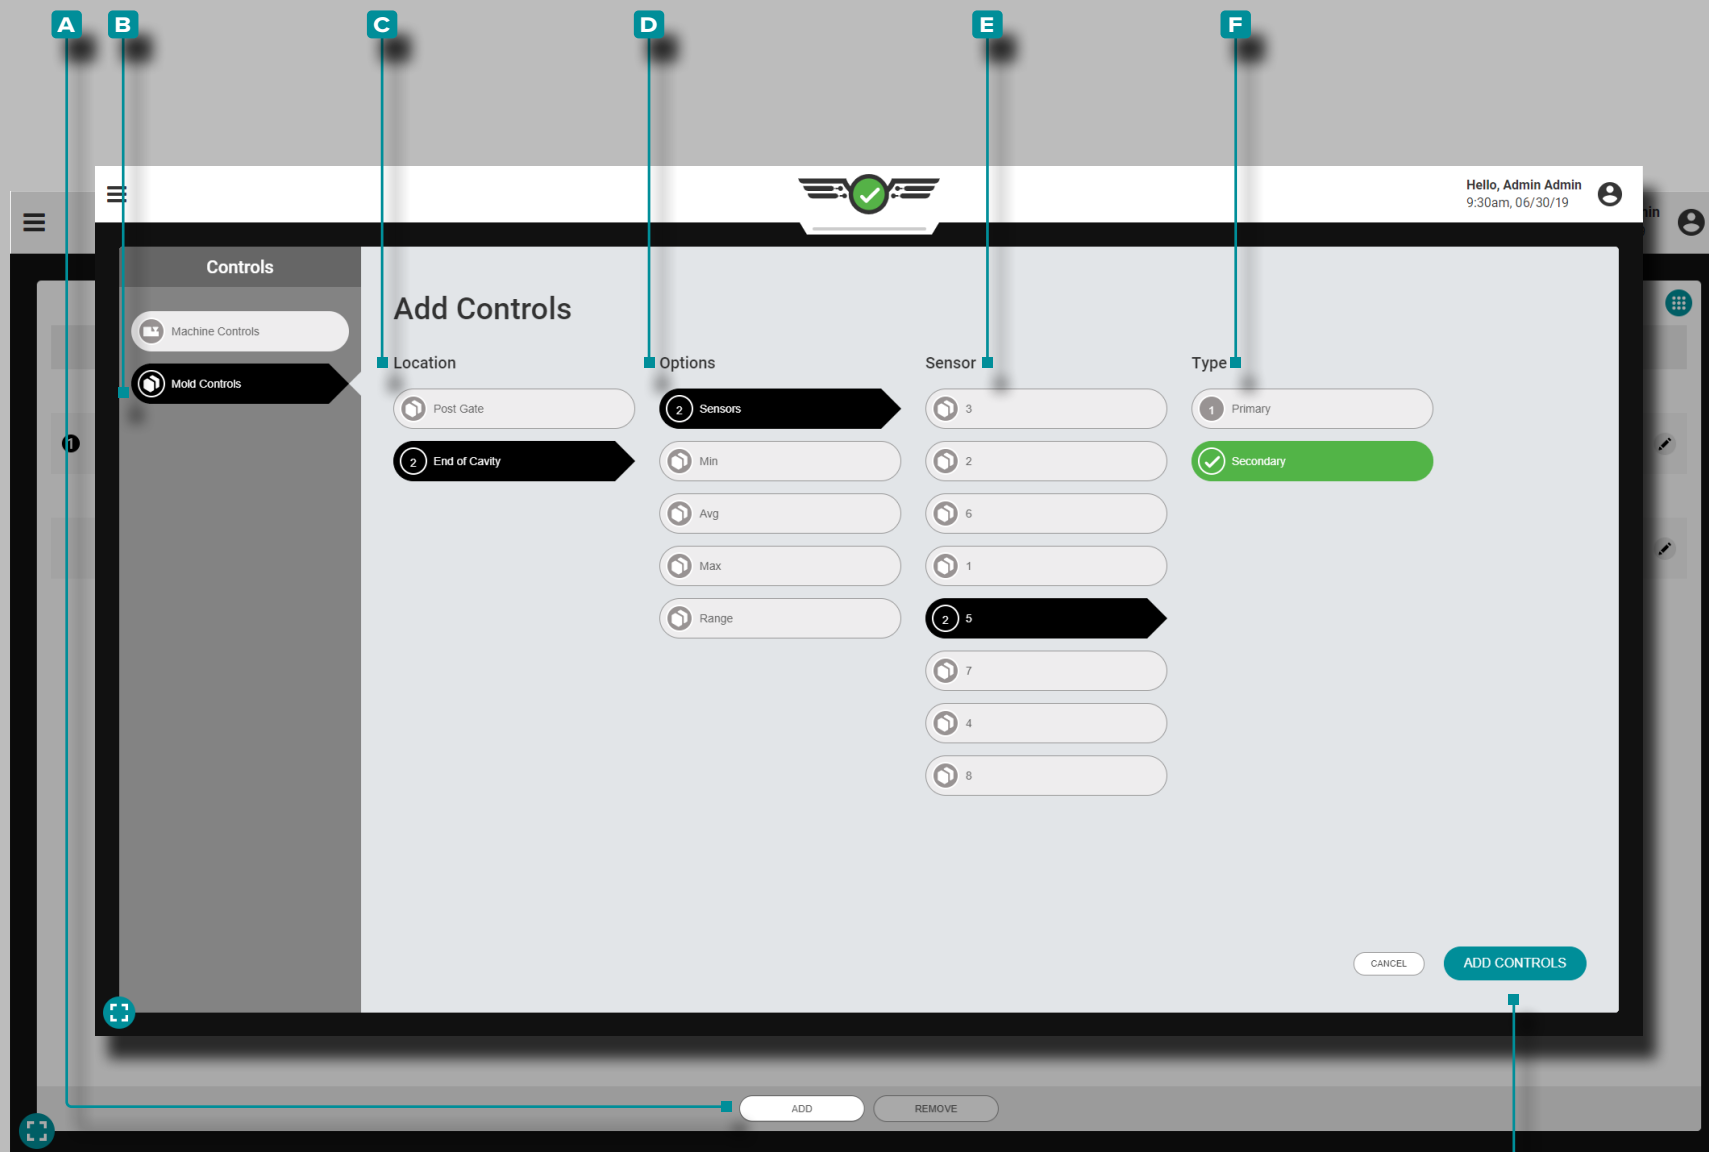 A B C D E F
Hello, Admin Admin
9:30am, 06/30/19
in
Controls
Machine Controls
Mold Controls
Add Controls
Location
Post Gate
2 End of Cavity
Options
2 Sensors
Min
Avg
Max
Range
Sensor
3
2
6
1
2 5
7
4
8
Type
1 Primary
Secondary
1
CANCEL
ADD CONTROLS
ADD
REMOVE